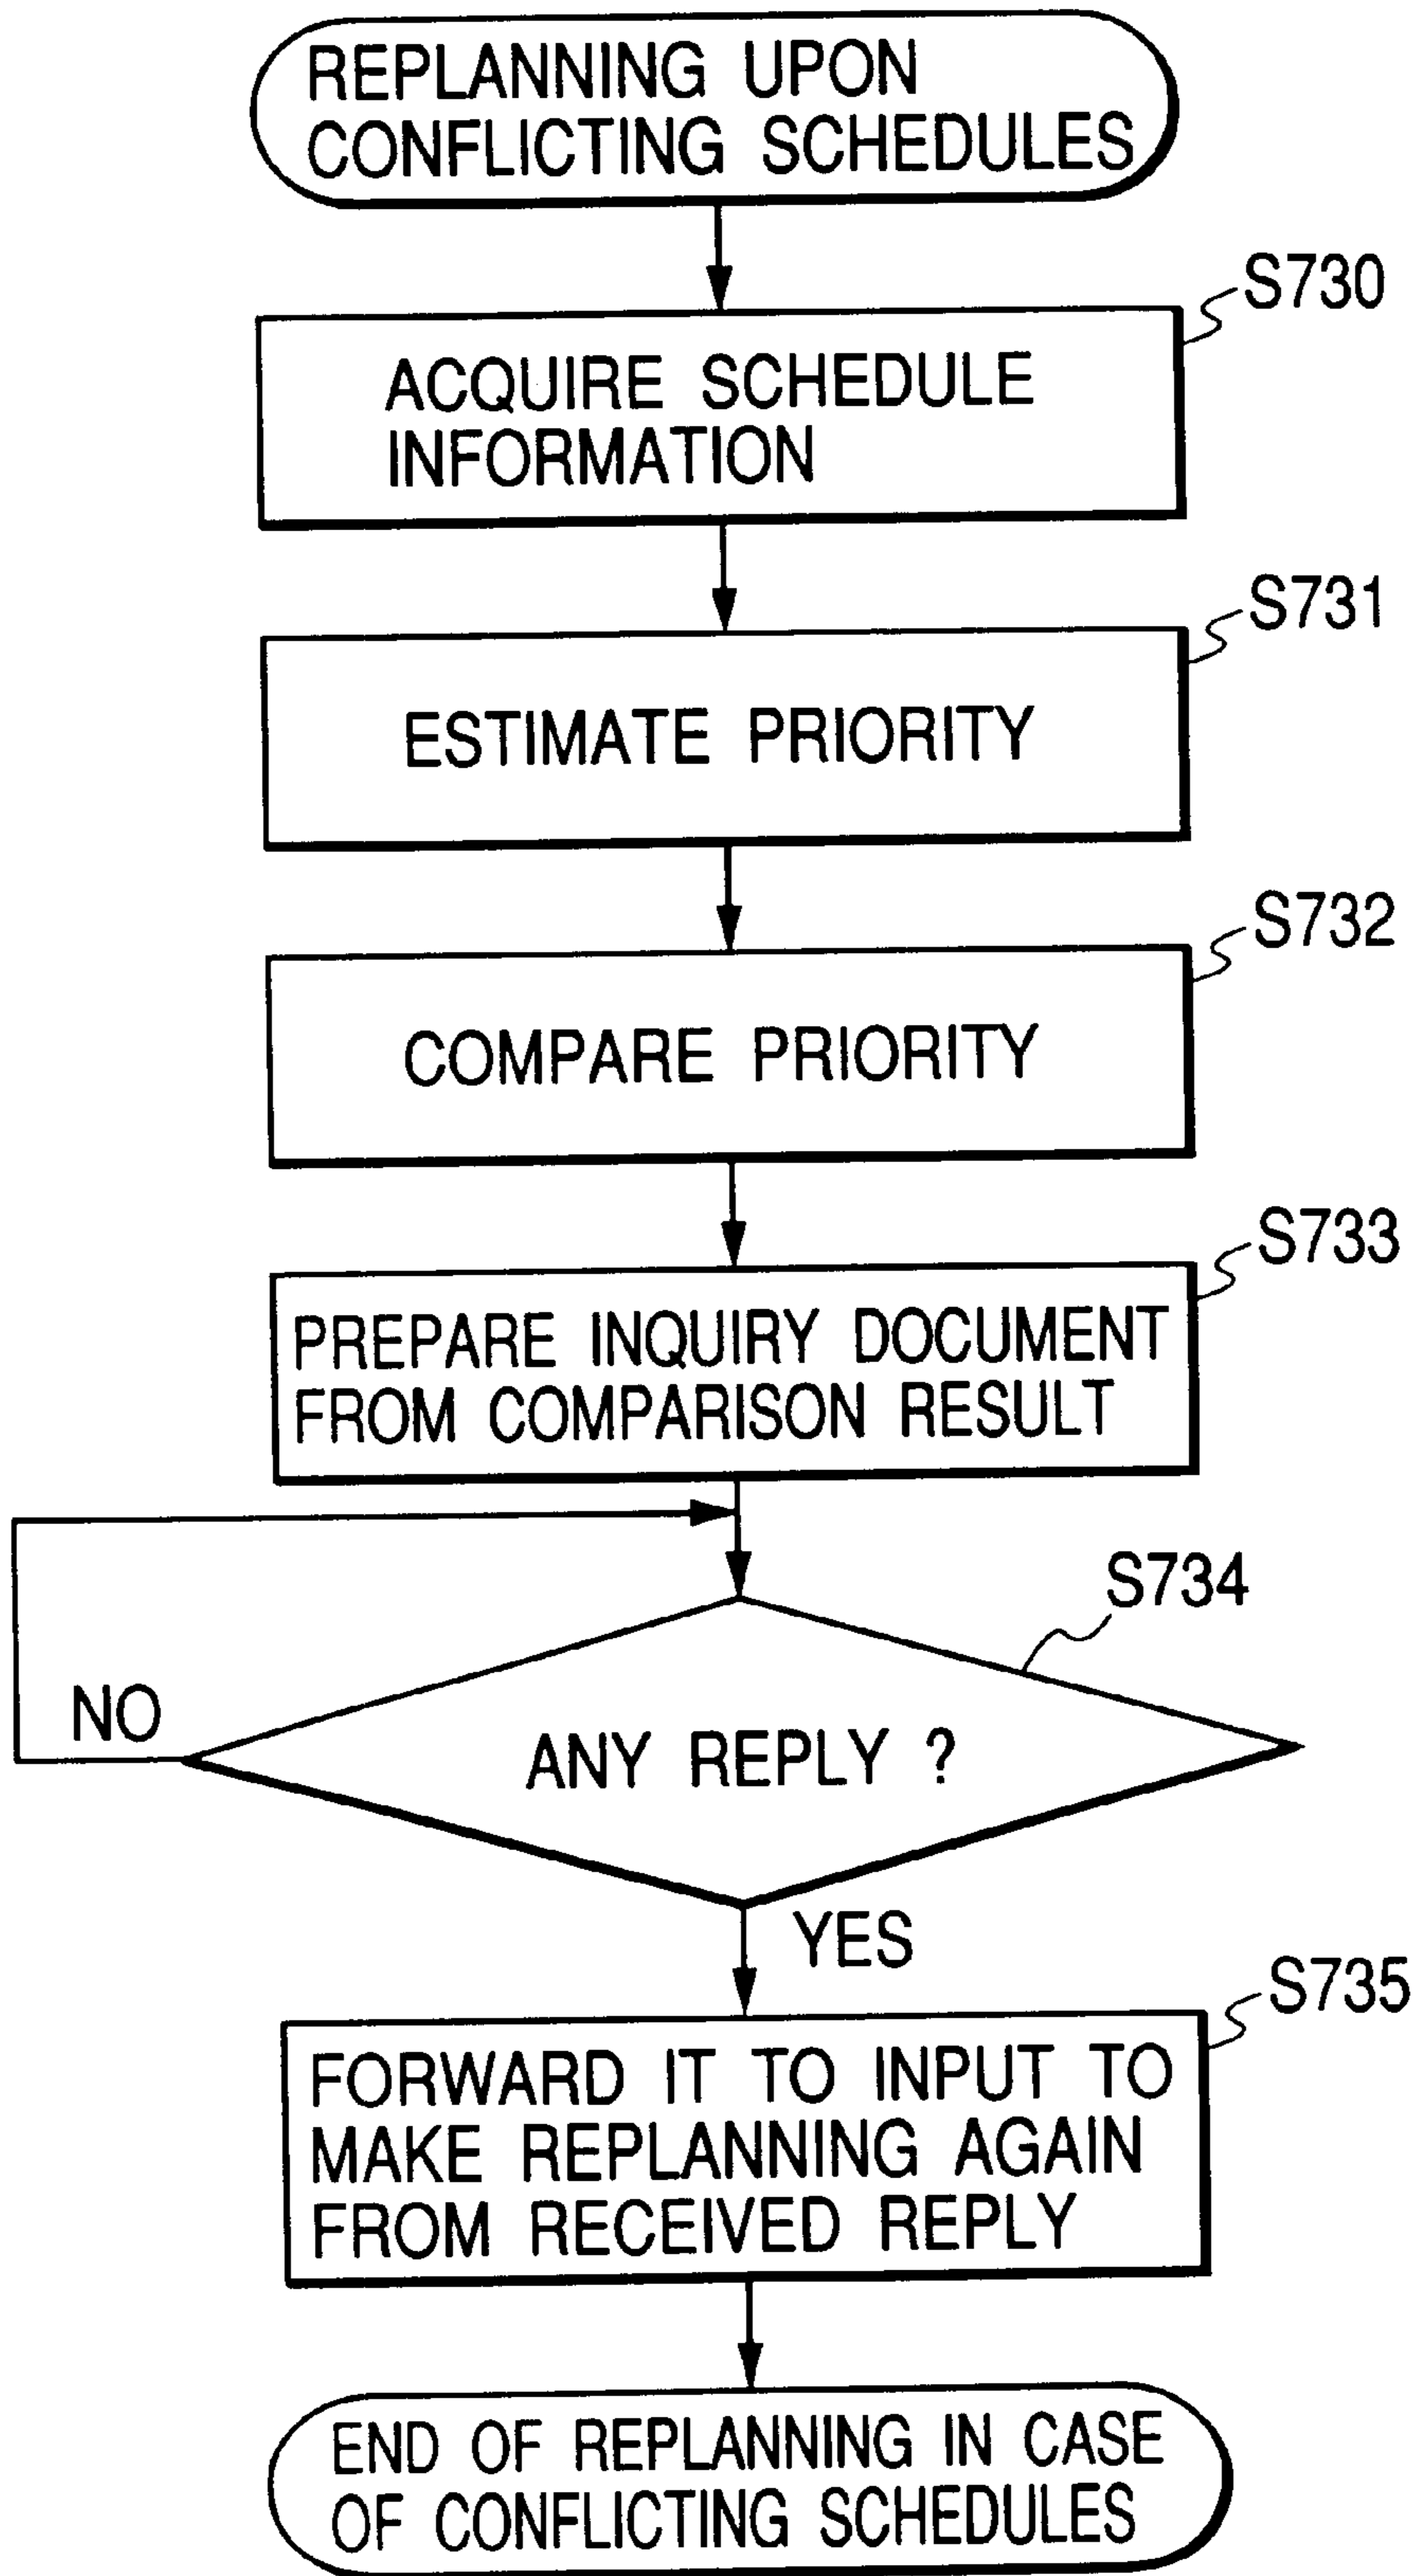 REPLANNING UPON
CONFLICTING SCHEDULES
S730
ACQUIRE SCHEDULE
INFORMATION
S731
ESTIMATE PRIORITY
S732
COMPARE PRIORITY
S733
PREPARE INQUIRY DOCUMENT
FROM COMPARISON RESULT
S734
NO
ANY REPLY ?
YES
S735
FORWARD IT TO INPUT TO
MAKE REPLANNING AGAIN
FROM RECEIVED REPLY
END OF REPLANNING IN CASE
OF CONFLICTING SCHEDULES